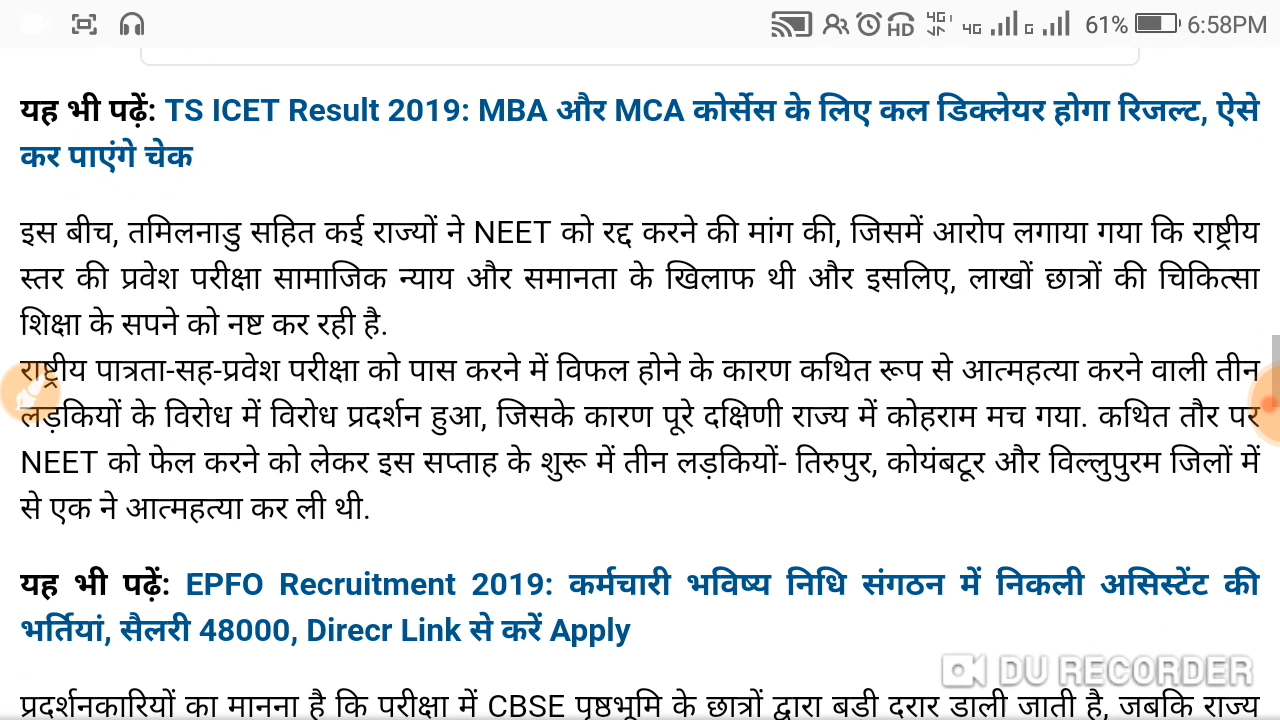 HD 4G 4G G 61% 6:58PM
यह भी पढ़ें: TS ICET Result 2019: MBA और MCA कोर्सेस के लिए कल डिक्लेयर होगा रिजल्ट, ऐसे
कर पाएंगे चेक
इस बीच, तमिलनाडु सहित कई राज्यों ने NEET को रद्द करने की मांग की, जिसमें आरोप लगाया गया कि राष्ट्रीय
स्तर की प्रवेश परीक्षा सामाजिक न्याय और समानता के खिलाफ थी और इसलिए, लाखों छात्रों की चिकित्सा
शिक्षा के सपने को नष्ट कर रही है.
राष्ट्रीय पात्रता-सह-प्रवेश परीक्षा को पास करने में विफल होने के कारण कथित रूप से आत्महत्या करने वाली तीन
लड़कियों के विरोध में विरोध प्रदर्शन हुआ, जिसके कारण पूरे दक्षिणी राज्य में कोहराम मच गया. कथित तौर पर
NEET को फेल करने को लेकर इस सप्ताह के शुरू में तीन लड़कियों- तिरुपुर, कोयंबटूर और विल्लुपुरम जिलों में
से एक ने आत्महत्या कर ली थी.
यह भी पढ़ें: EPFO Recruitment 2019: कर्मचारी भविष्य निधि संगठन में निकली असिस्टेंट की
भर्तियां, सैलरी 48000, Direcr Link से करें Apply
DU RECORDER
प्रदर्शनकारियों का मानना है कि परीक्षा में CBSE पृष्ठभूमि के छात्रों द्वारा बड़ी दरार डाली जाती है, जबकि राज्य